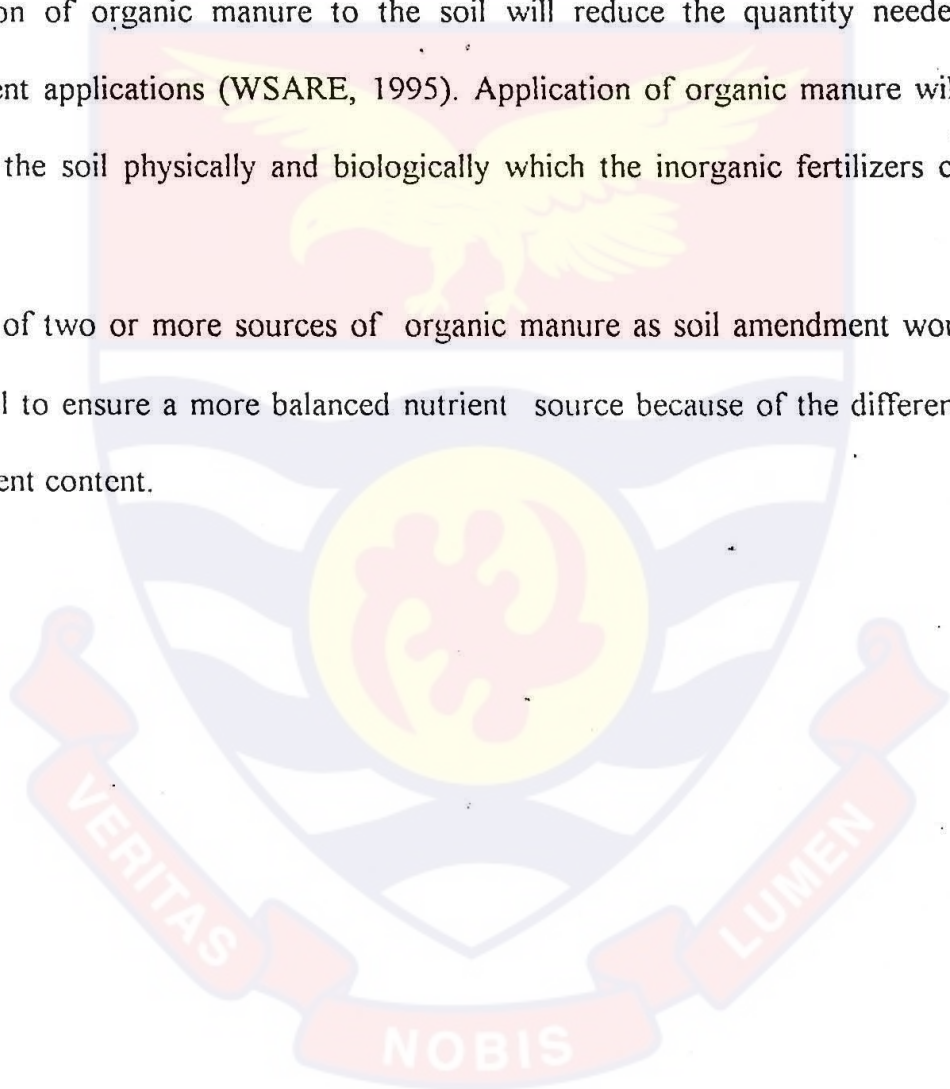 on of organic manure to the soil will reduce the quantity neede
ent applications (WSARE, 1995). Application of organic manure wil
the soil physically and biologically which the inorganic fertilizers c
of two or more sources of organic manure as soil amendment wou
l to ensure a more balanced nutrient source because of the differen
ent content.
VERITAS
NOBIS
LUMEN